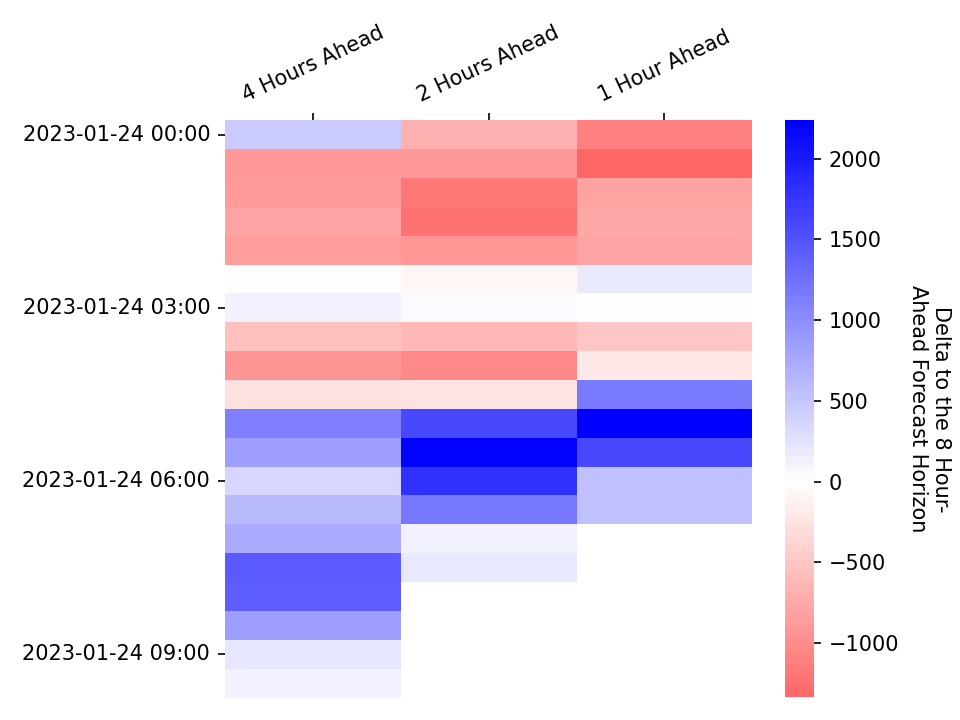 4 Hours Ahead
2 Hours Ahead
1 Hour Ahead
2023-01-24 00:00
2023-01-24 03:00
2023-01-24 06:00
2023-01-24 09:00
2000
1500
1000
500
0
−500
−1000
Delta to the 8 Hour-
Ahead Forecast Horizon